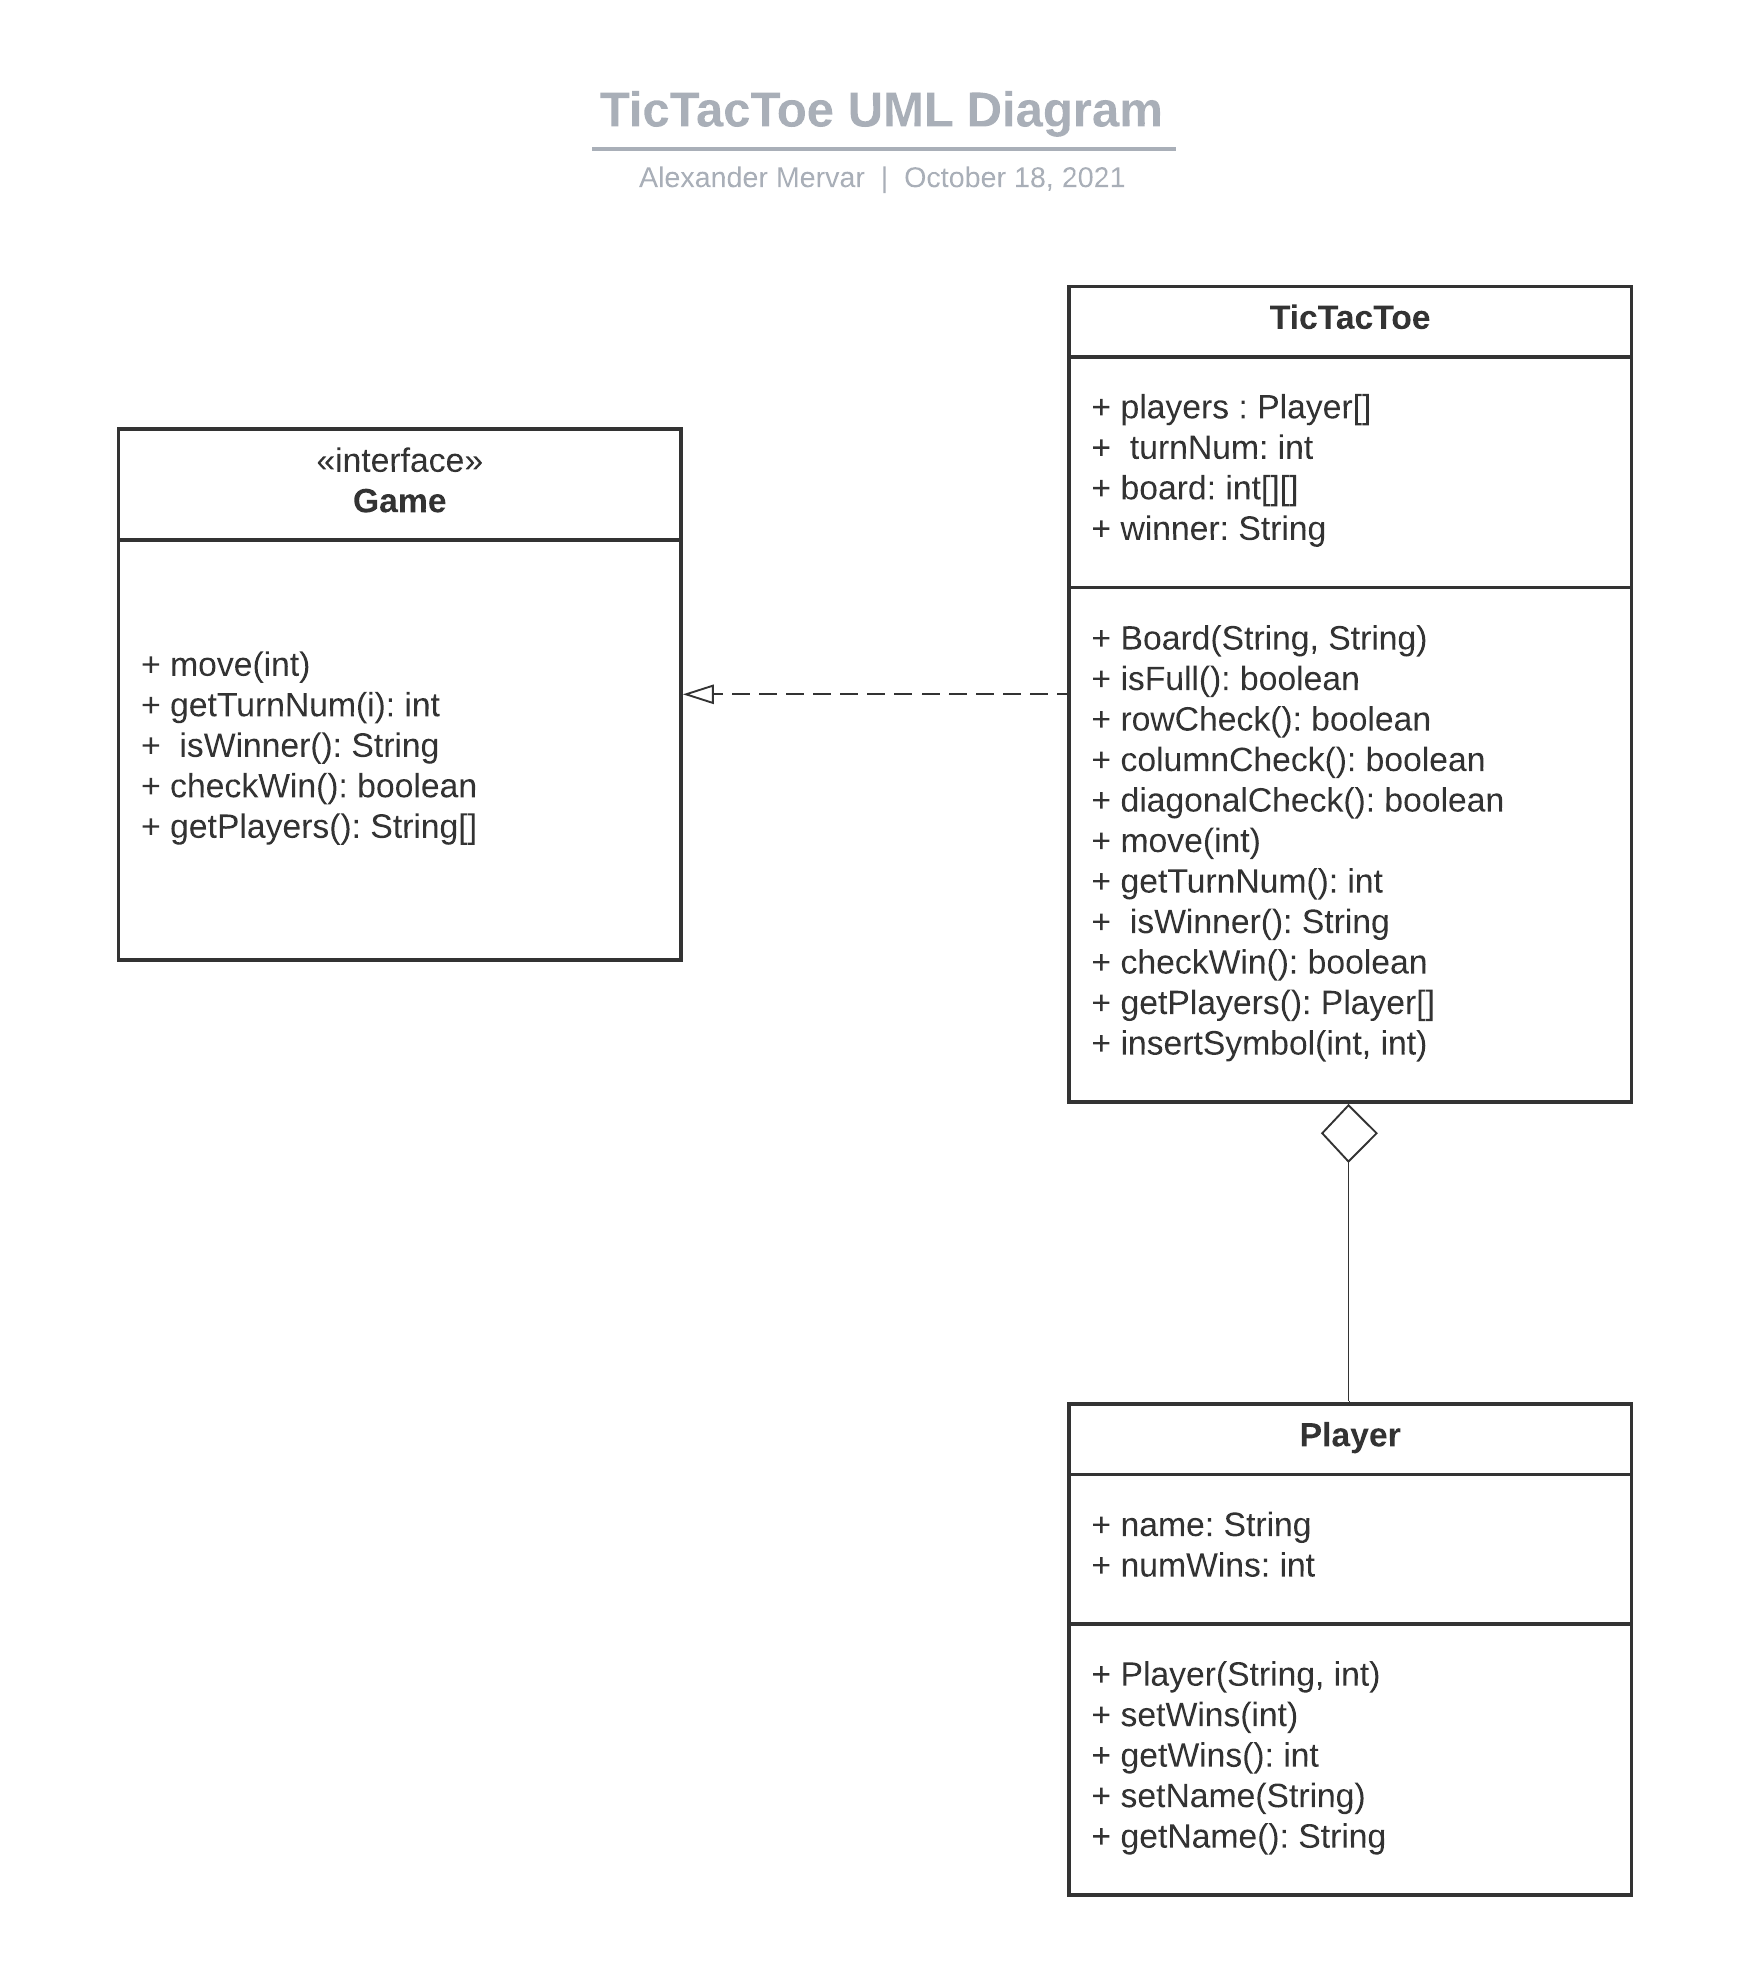 TicTacToe UML Diagram
Alexander Mervar | October 18, 2021
«interface»
Game
+ move(int)
+ getTurnNum(i): int
+  isWinner(): String
+ checkWin(): boolean
+ getPlayers(): String[]
TicTacToe
+ players : Player[]
+  turnNum: int
+ board: int[][]
+ winner: String
+ Board(String, String)
+ isFull(): boolean
+ rowCheck(): boolean
+ columnCheck(): boolean
+ diagonalCheck(): boolean
+ move(int)
+ getTurnNum(): int
+  isWinner(): String
+ checkWin(): boolean
+ getPlayers(): Player[]
+ insertSymbol(int, int)
Player
+ name: String
+ numWins: int
+ Player(String, int)
+ setWins(int)
+ getWins(): int
+ setName(String)
+ getName(): String